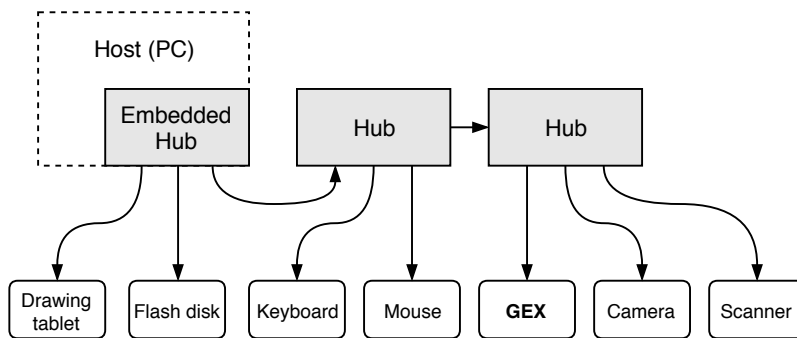 Host (PC)
Embedded
Hub
Hub
Hub
Drawing
tablet
Flash disk
Keyboard
Mouse
GEX
Camera
Scanner